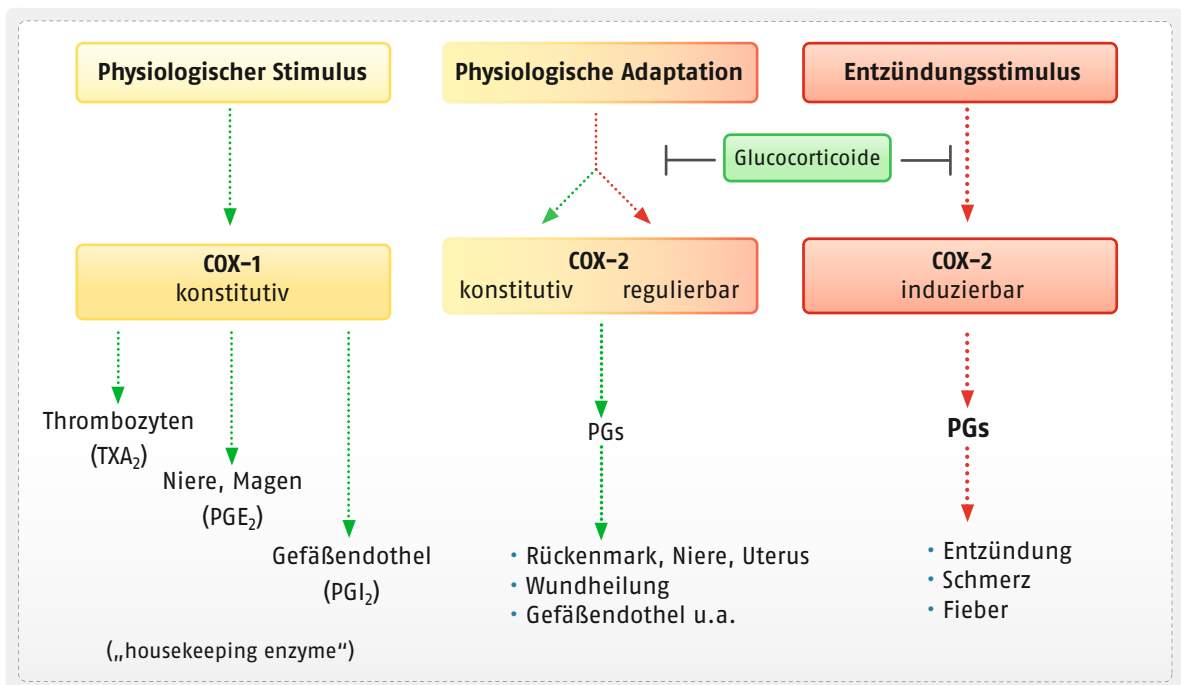 Physiologischer Stimulus
Physiologische Adaptation
Entzündungsstimulus
Glucocorticoide
COX-1
konstitutiv
COX-2
konstitutiv regulierbar
COX-2
induzierbar
Thrombozyten
(TXA₂)
Niere, Magen
(PGE₂)
Gefäßendothel
(PGI₂)
(„housekeeping enzyme“)
PGs
• Rückenmark, Niere, Uterus
• Wundheilung
• Gefäßendothel u.a.
PGs
• Entzündung
• Schmerz
• Fieber